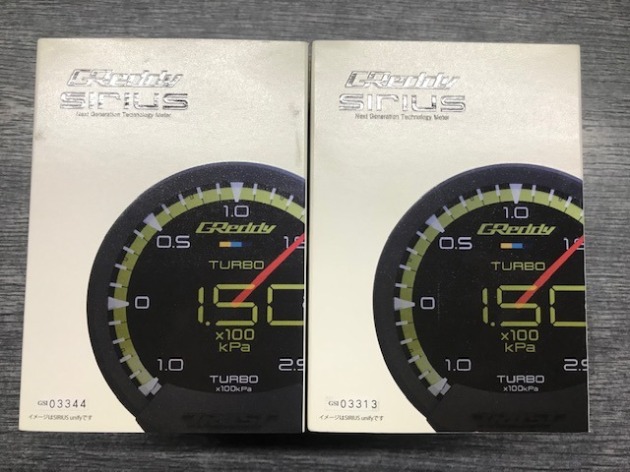 GReddy
SIRIUS
Next Generation Technology Meter
1.0
GReddy
0.5
TURBO
0
1.50
x100
kPa
1.0
TURBO
x100kPa
GSI 03344
イメージはSIRIUS unifyです
GReddy
SIRIUS
Next Generation Technology Meter
1.0
GReddy
0.5
TURBO
0
1.50
x100
kPa
1.0
TURBO
x100kPa
GSI 03313
イメージはSIRIUS unifyです